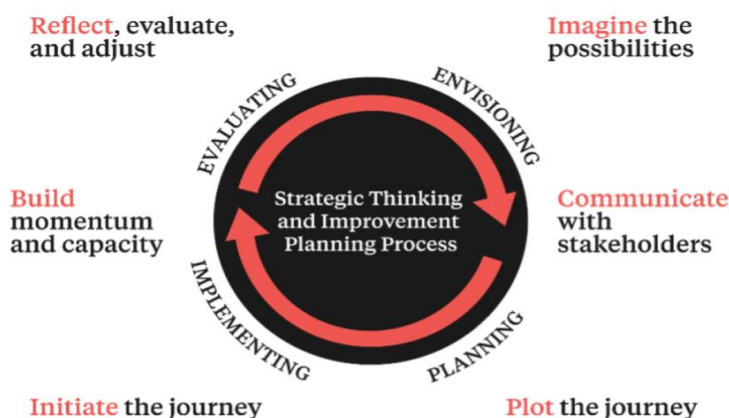 Reflect, evaluate,
and adjust
Imagine the
possibilities
EVALUATING
ENVISIONING
Strategic Thinking
and Improvement
Planning Process
Build
momentum
and capacity
Communicate
with
stakeholders
IMPLEMENTING
PLANNING
Initiate the journey
Plot the journey